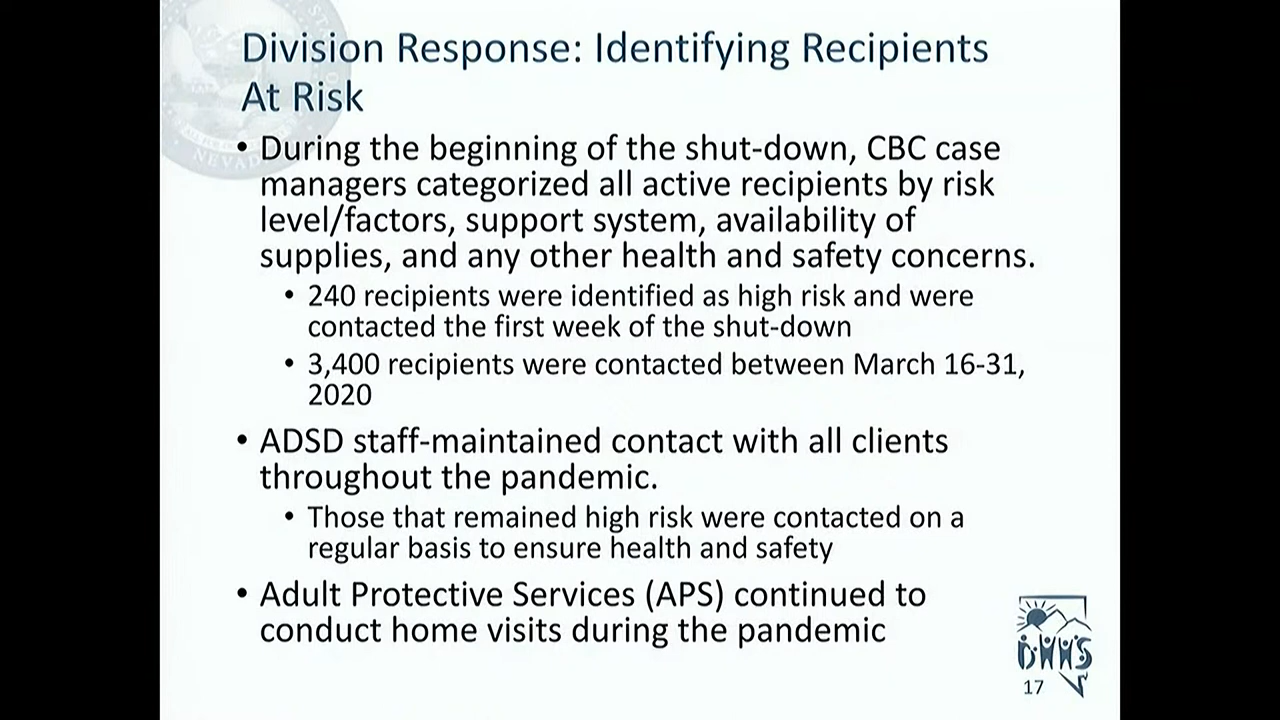 Division Response: Identifying Recipients
At Risk
• During the beginning of the shut-down, CBC case
managers categorized all active recipients by risk
level/factors, support system, availability of
supplies, and any other health and safety concerns.
• 240 recipients were identified as high risk and were
contacted the first week of the shut-down
• 3,400 recipients were contacted between March 16-31,
2020
• ADSD staff-maintained contact with all clients
throughout the pandemic.
• Those that remained high risk were contacted on a
regular basis to ensure health and safety
• Adult Protective Services (APS) continued to
conduct home visits during the pandemic
NEVADA
DHHS
17